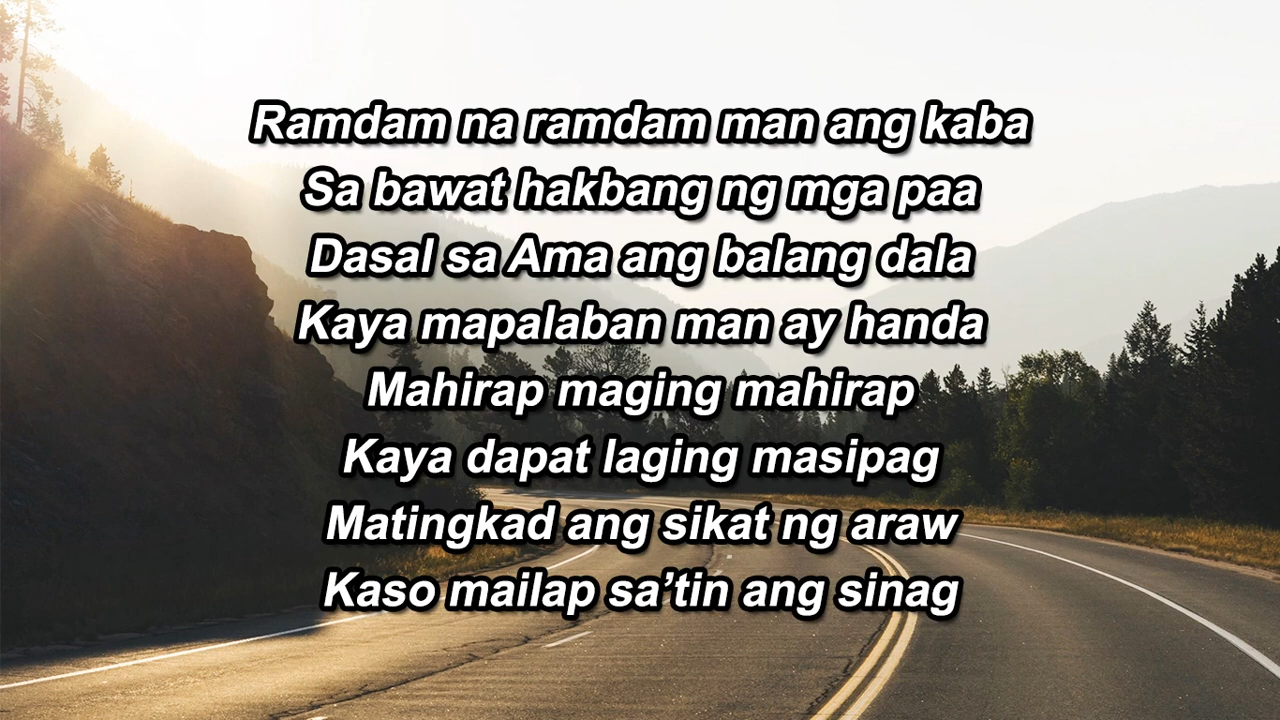 Ramdam na ramdam man ang kaba
Sa bawat hakbang ng mga paa
Dasal sa Ama ang balang dala
Kaya mapalaban man ay handa
Mahirap maging mahirap
Kaya dapat laging masipag
Matingkad ang sikat ng araw
Kaso mailap sa’tin ang sinag